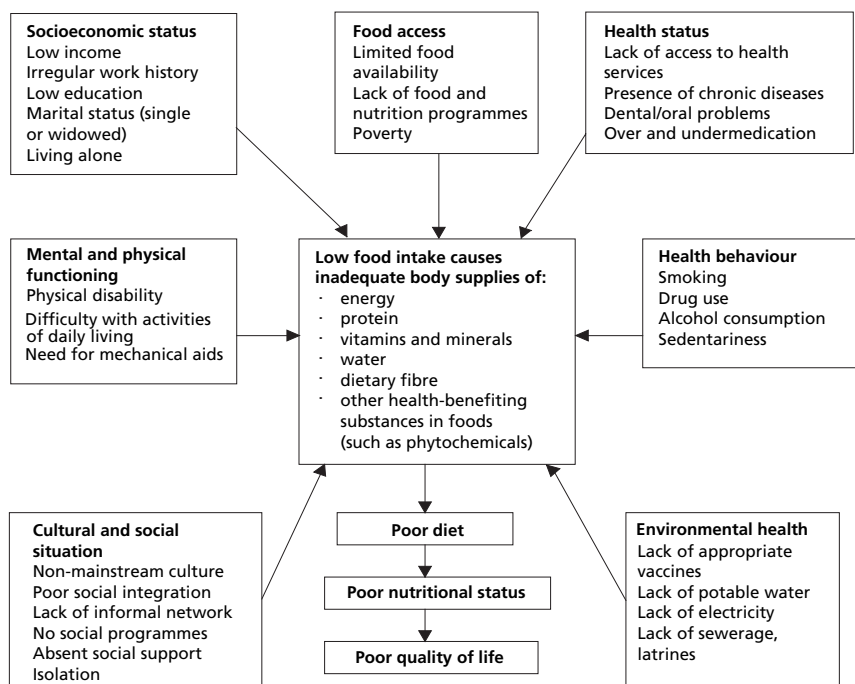 Socioeconomic status
Low income
Irregular work history
Low education
Marital status (single
or widowed)
Living alone
Food access
Limited food
availability
Lack of food and
nutrition programmes
Poverty
Health status
Lack of access to health
services
Presence of chronic diseases
Dental/oral problems
Over and undermedication
Mental and physical
functioning
Physical disability
Difficulty with activities
of daily living
Need for mechanical aids
Low food intake causes
inadequate body supplies of:
· energy
· protein
· vitamins and minerals
· water
· dietary fibre
· other health-benefiting
substances in foods
(such as phytochemicals)
Health behaviour
Smoking
Drug use
Alcohol consumption
Sedentariness
Cultural and social
situation
Non-mainstream culture
Poor social integration
Lack of informal network
No social programmes
Absent social support
Isolation
Poor diet
Poor nutritional status
Poor quality of life
Environmental health
Lack of appropriate
vaccines
Lack of potable water
Lack of electricity
Lack of sewerage,
latrines